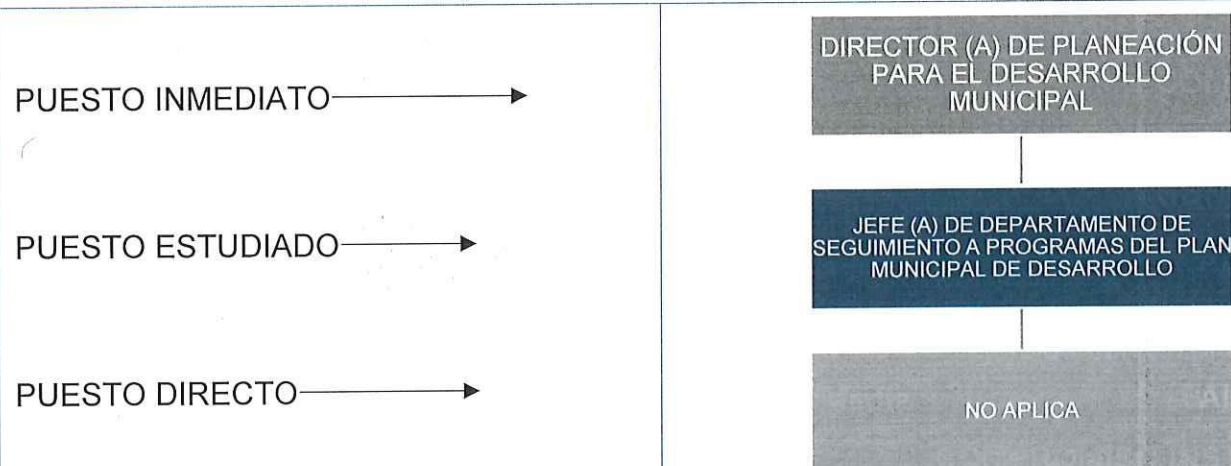 DIRECTOR (A) DE PLANEACIÓN
PARA EL DESARROLLO
MUNICIPAL
PUESTO INMEDIATO
JEFE (A) DE DEPARTAMENTO DE
SEGUIMIENTO A PROGRAMAS DEL PLAN
MUNICIPAL DE DESARROLLO
PUESTO ESTUDIADO
PUESTO DIRECTO
NO APLICA